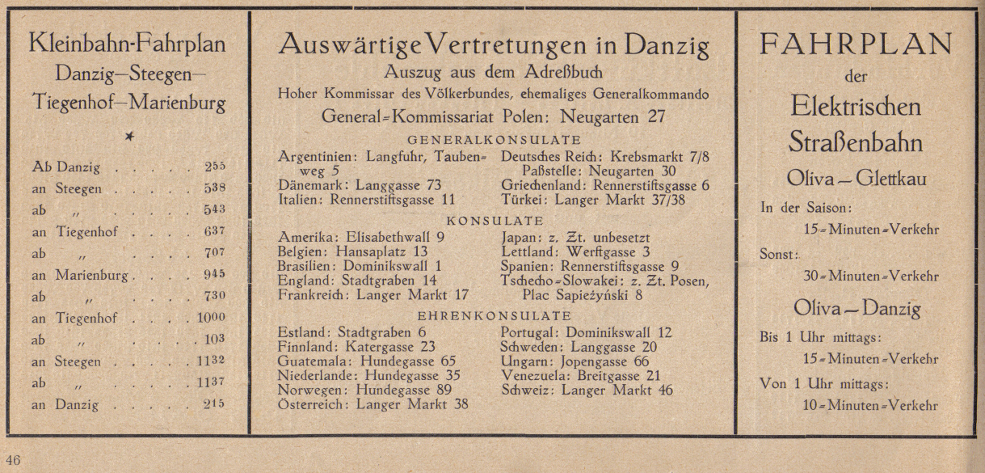 Kleinbahn-Fahrplan
Danzig—Steegen—
Tiegenhof—Marienburg
*
Ab Danzig . . . . . 255
an Steegen . . . . . 538
ab „ . . . . . 543
an Tiegenhof . . . . 637
ab „ . . . . . 707
an Marienburg . . . . 945
ab „ . . . . . 730
an Tiegenhof . . . . 1000
ab „ . . . . . 103
an Steegen . . . . . 1132
ab „ . . . . . 1137
an Danzig . . . . . 215
Auswärtige Vertretungen in Danzig
Auszug aus dem Adreßbuch
Hoher Kommissar des Völkerbundes, ehemaliges Generalkommando
General-Kommissariat Polen: Neugarten 27
GENERALKONSULATE
Argentinien: Langfuhr, Tauben-
weg 5
Dänemark: Langgasse 73
Italien: Rennerstiftsgasse 11
Deutsches Reich: Krebsmarkt 7/8
Paßstelle: Neugarten 30
Griechenland: Rennerstiftsgasse 6
Türkei: Langer Markt 37/38
KONSULATE
Amerika: Elisabethwall 9
Belgien: Hansaplatz 13
Brasilien: Dominikswall 1
England: Stadtgraben 14
Frankreich: Langer Markt 17
Japan: z. Zt. unbesetzt
Lettland: Werftgasse 3
Spanien: Rennerstiftsgasse 9
Tschecho-Slowakei: z. Zt. Posen,
Plac Sapieżyński 8
EHRENKONSULATE
Estland: Stadtgraben 6
Finnland: Katergasse 23
Guatemala: Hundegasse 65
Niederlande: Hundegasse 35
Norwegen: Hundegasse 89
Österreich: Langer Markt 38
Portugal: Dominikswall 12
Schweden: Langgasse 20
Ungarn: Jopengasse 66
Venezuela: Breitgasse 21
Schweiz: Langer Markt 46
FAHRPLAN
der
Elektrischen
Straßenbahn
Oliva—Glettkau
In der Saison:
15-Minuten-Verkehr
Sonst:
30-Minuten-Verkehr
Oliva—Danzig
Bis 1 Uhr mittags:
15-Minuten-Verkehr
Von 1 Uhr mittags:
10-Minuten-Verkehr
46